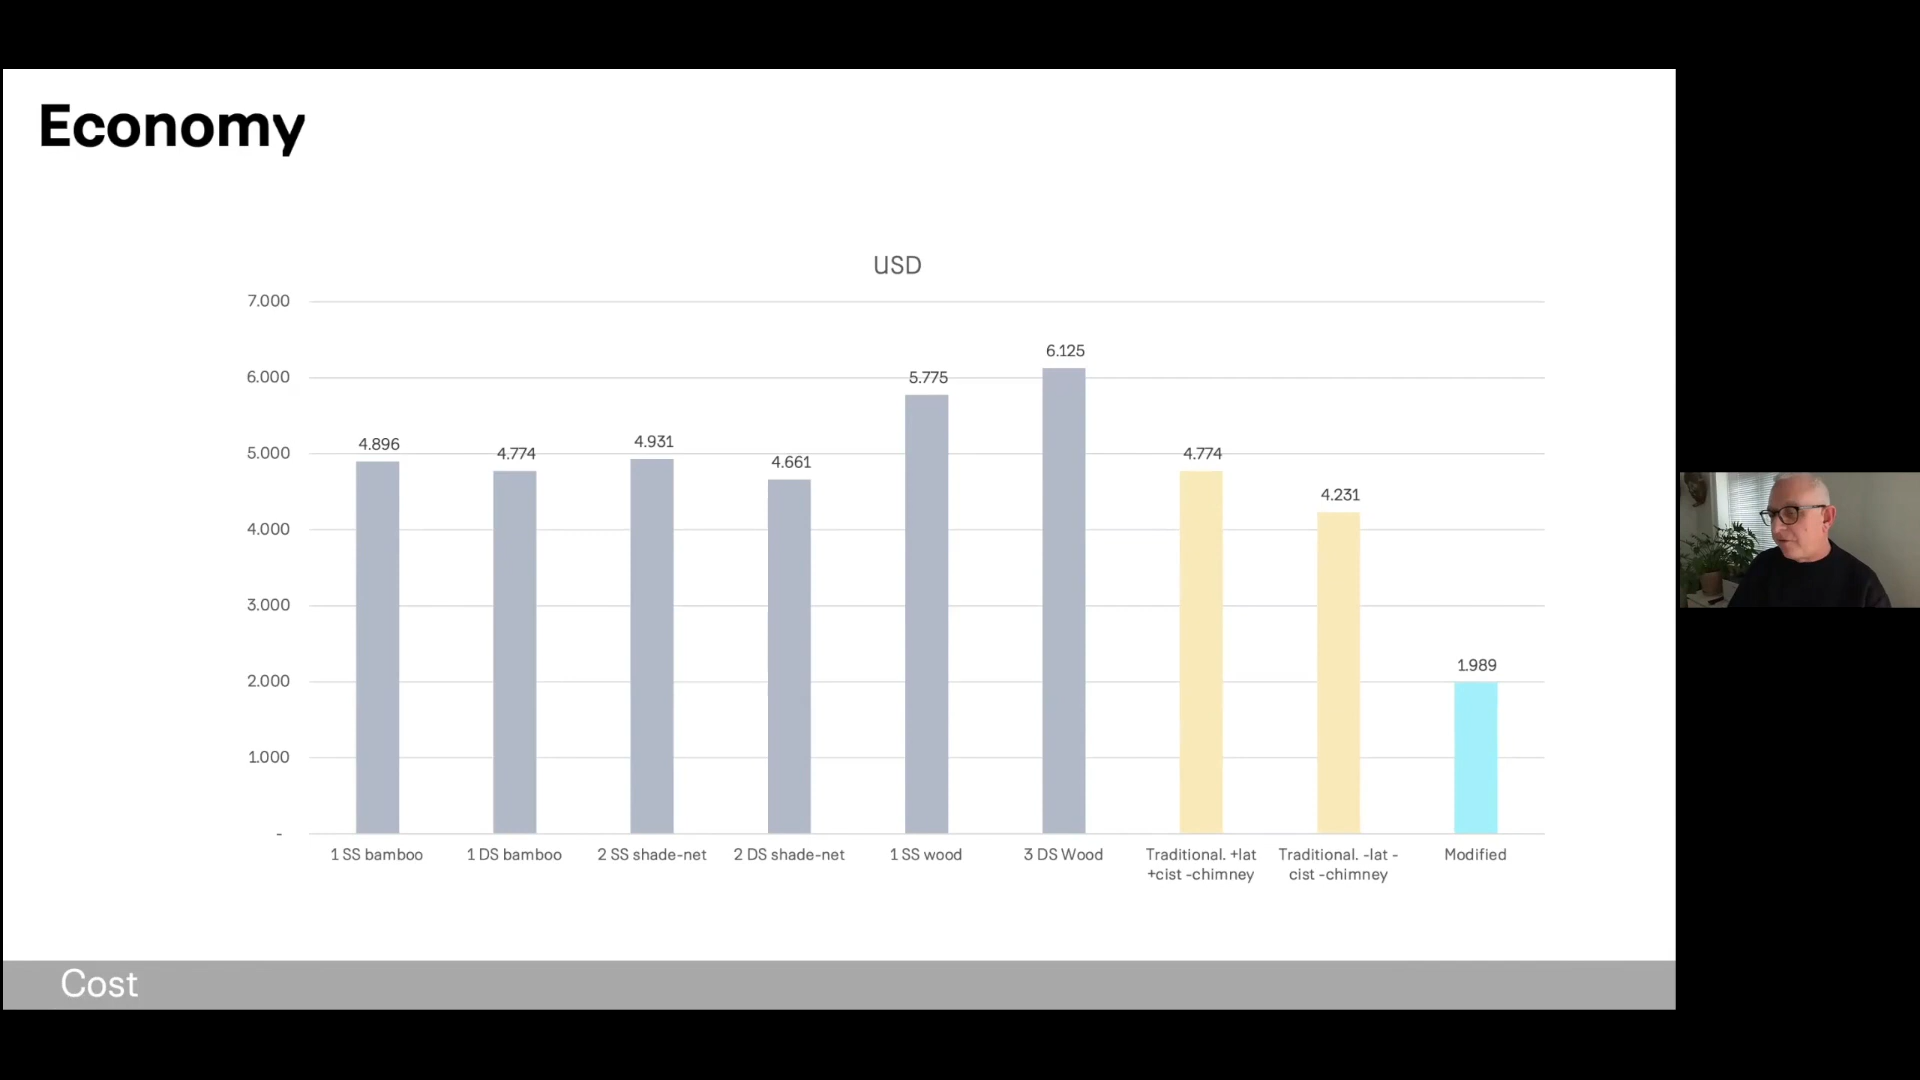 Economy
USD
7.000
6.000
5.000
4.000
3.000
2.000
1.000
-
4.896
4.774
4.931
4.661
5.775
6.125
4.774
4.231
1.989
1 SS bamboo
1 DS bamboo
2 SS shade-net
2 DS shade-net
1 SS wood
3 DS Wood
Traditional. +lat
+cist -chimney
Traditional. -lat -
cist -chimney
Modified
Cost